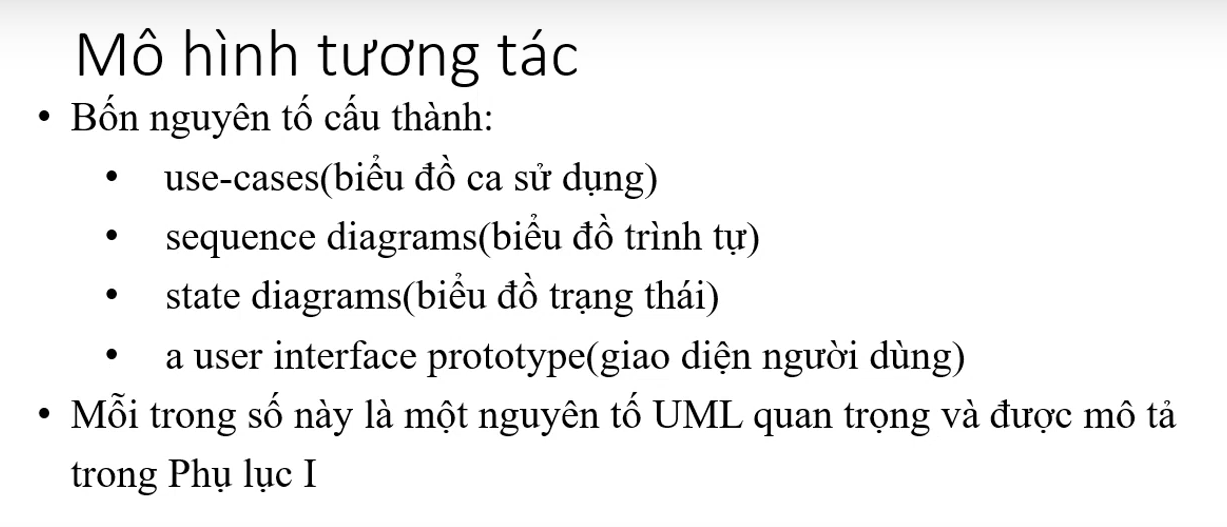 Mô hình tương tác
• Bốn nguyên tố cấu thành:
• use-cases(biểu đồ ca sử dụng)
• sequence diagrams(biểu đồ trình tự)
• state diagrams(biểu đồ trạng thái)
• a user interface prototype(giao diện người dùng)
• Mỗi trong số này là một nguyên tố UML quan trọng và được mô tả
trong Phụ lục I